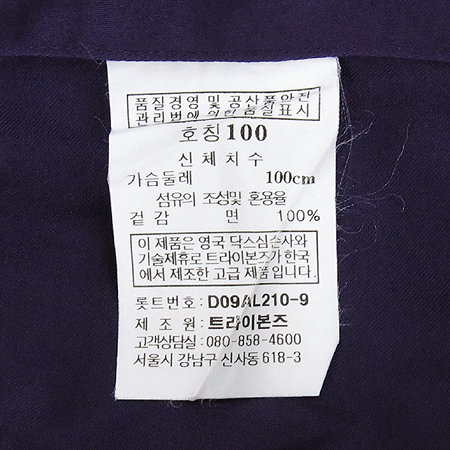 품질경영 및 공산품안전
관리법에 의한 품질표시
호칭 100
신체치수
가슴둘레 100cm
섬유의 조성및 혼용율
겉감 면 100%
이 제품은 영국 닥스심슨사와
기술제휴로 트라이본즈가 한국
에서 제조한 고급 제품입니다.
롯트번호: D09AL210-9
제조원: 트라이본즈
고객상담실: 080-858-4600
서울시 강남구 신사동 618-3